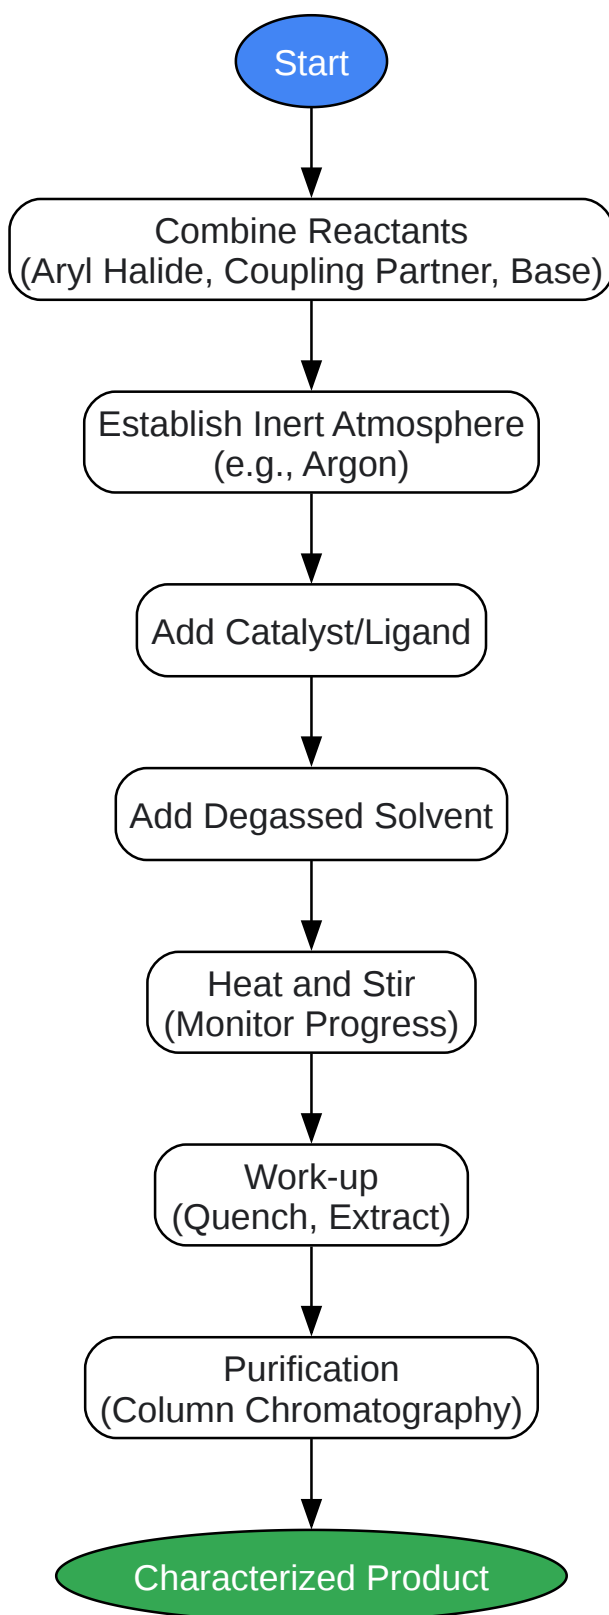 Start
Combine Reactants
(Aryl Halide, Coupling Partner, Base)
Establish Inert Atmosphere
(e.g., Argon)
Add Catalyst/Ligand
Add Degassed Solvent
Heat and Stir
(Monitor Progress)
Work-up
(Quench, Extract)
Purification
(Column Chromatography)
Characterized Product